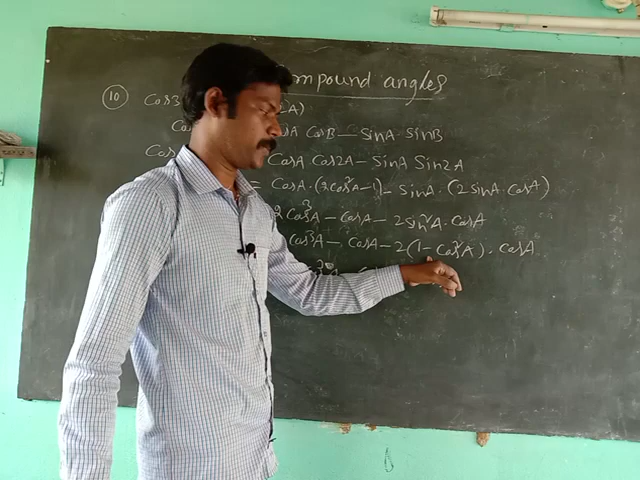 ompound angles
10 Cos3 2A)
Co A CosB – SinA · SinB
Cos CosA Cos2A – SinA Sin2A
= CosA · (2Cos²A – 1) – SinA · (2SinA · CosA)
2Cos³A – CosA – 2Sin²A · CosA
Cos³A – CosA – 2(1 – Cos²A) · CosA